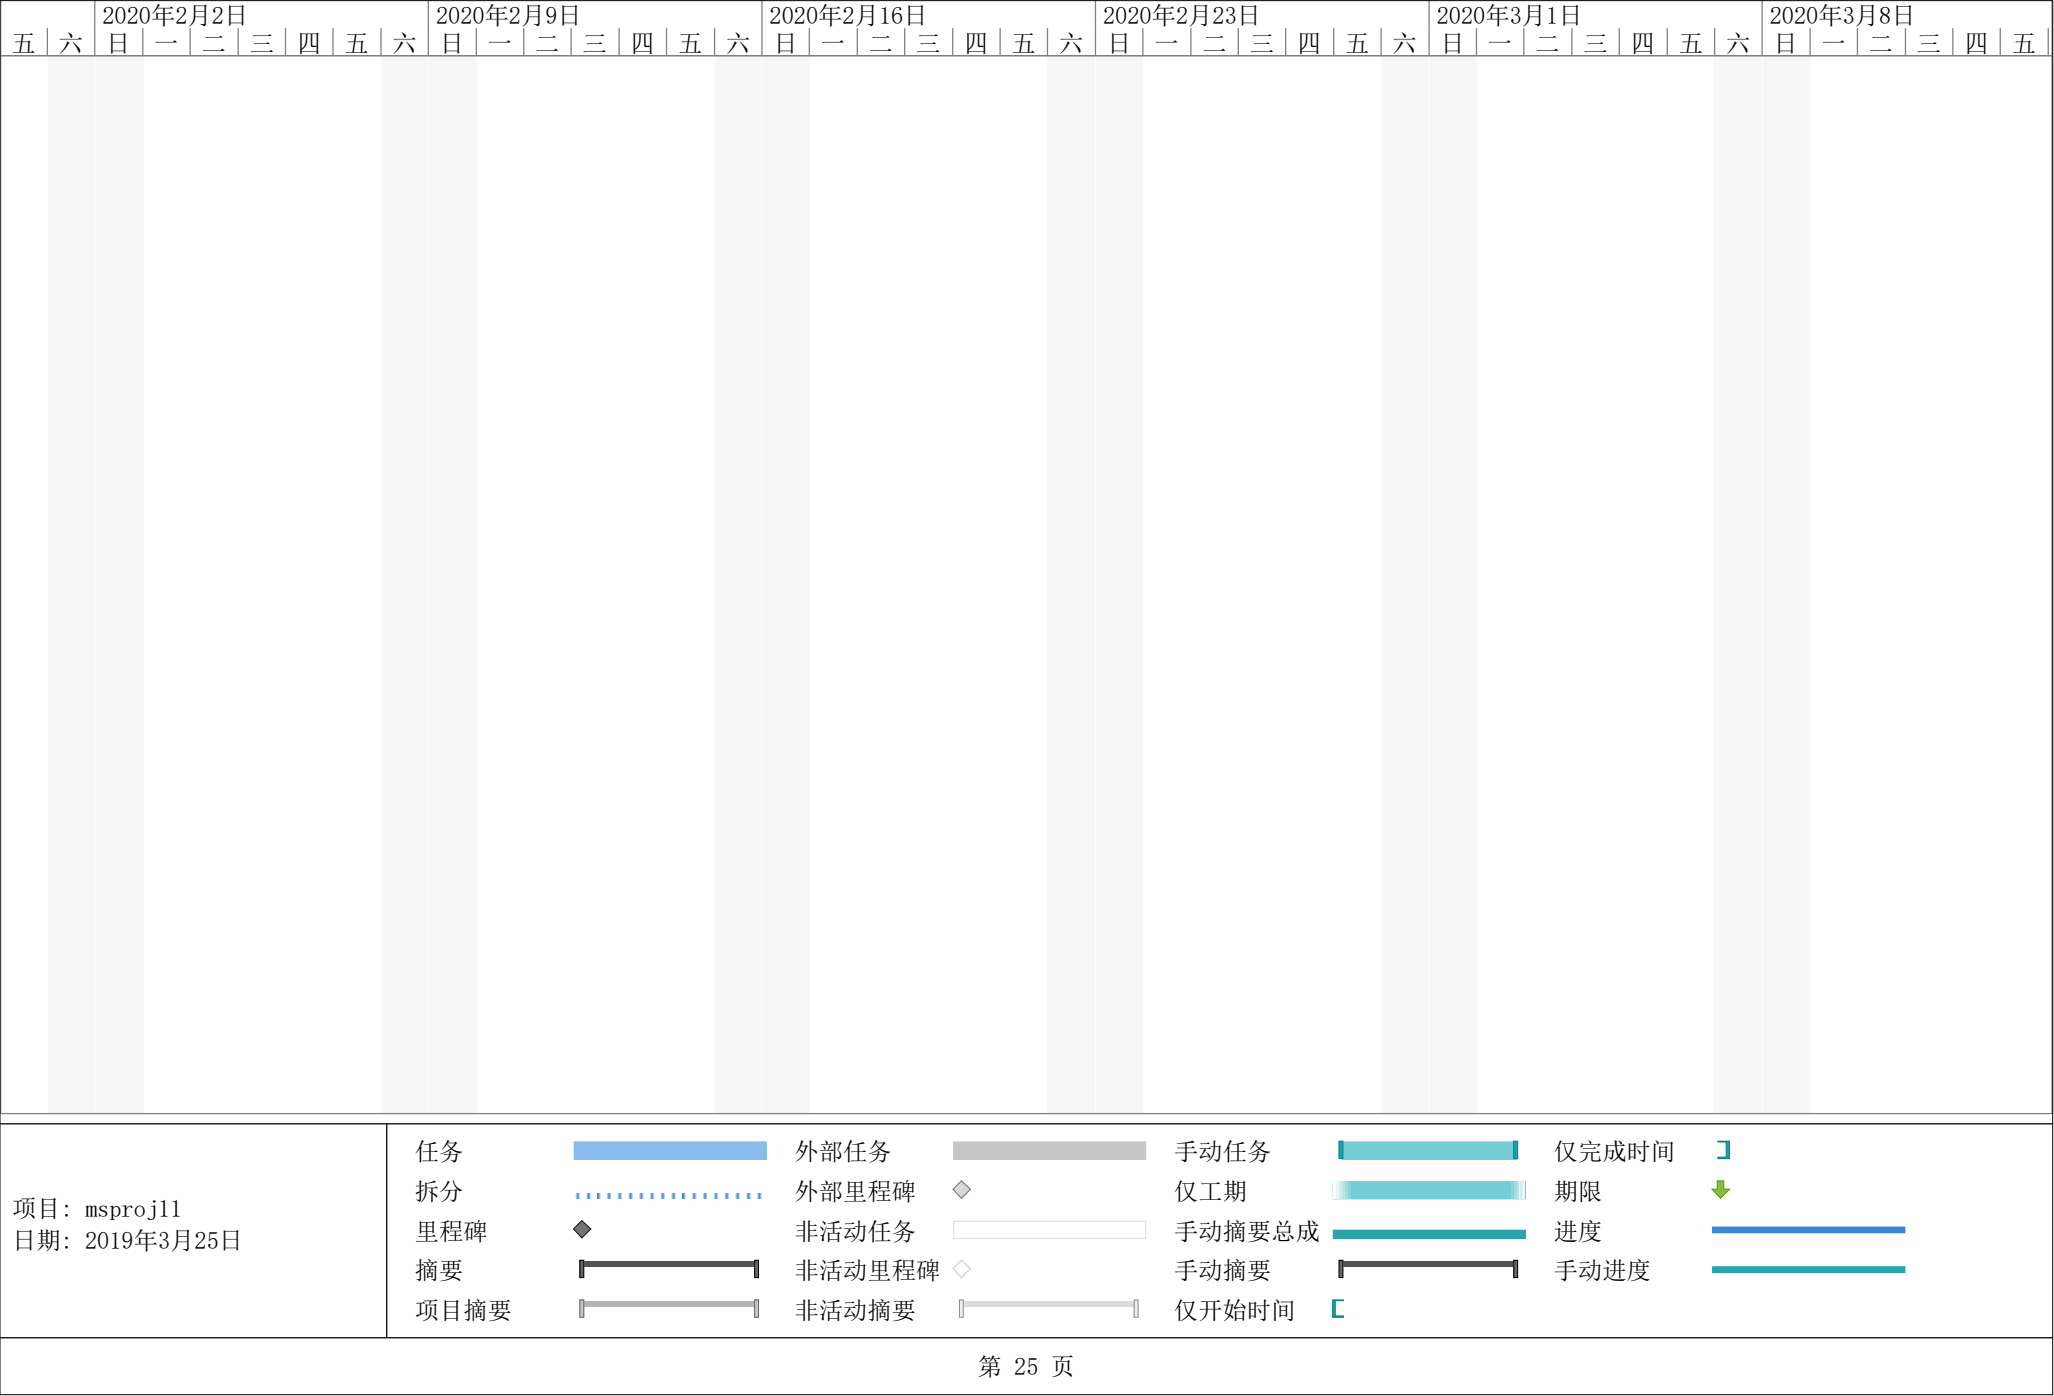 2020年2月2日 2020年2月9日 2020年2月16日 2020年2月23日 2020年3月1日 2020年3月8日
五 六 日 一 二 三 四 五 六 日 一 二 三 四 五 六 日 一 二 三 四 五 六 日 一 二 三 四 五 六 日 一 二 三 四 五 六 日 一 二 三 四 五
项目: msproj11
日期: 2019年3月25日
任务
拆分
里程碑
摘要
项目摘要
外部任务
外部里程碑
非活动任务
非活动里程碑
非活动摘要
手动任务
仅工期
手动摘要总成
手动摘要
仅开始时间
仅完成时间
期限
进度
手动进度
第 25 页